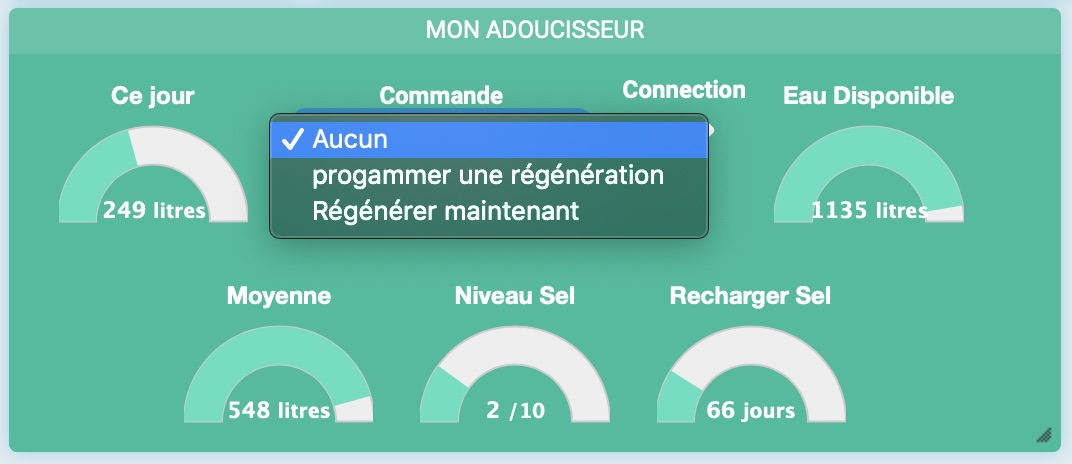 MON ADOUCISSEUR
Ce jour
Commande
Connection
Eau Disponible
Aucun
progammer une régénération
Régénérer maintenant
249 litres
1135 litres
Moyenne
Niveau Sel
Recharger Sel
548 litres
2 /10
66 jours